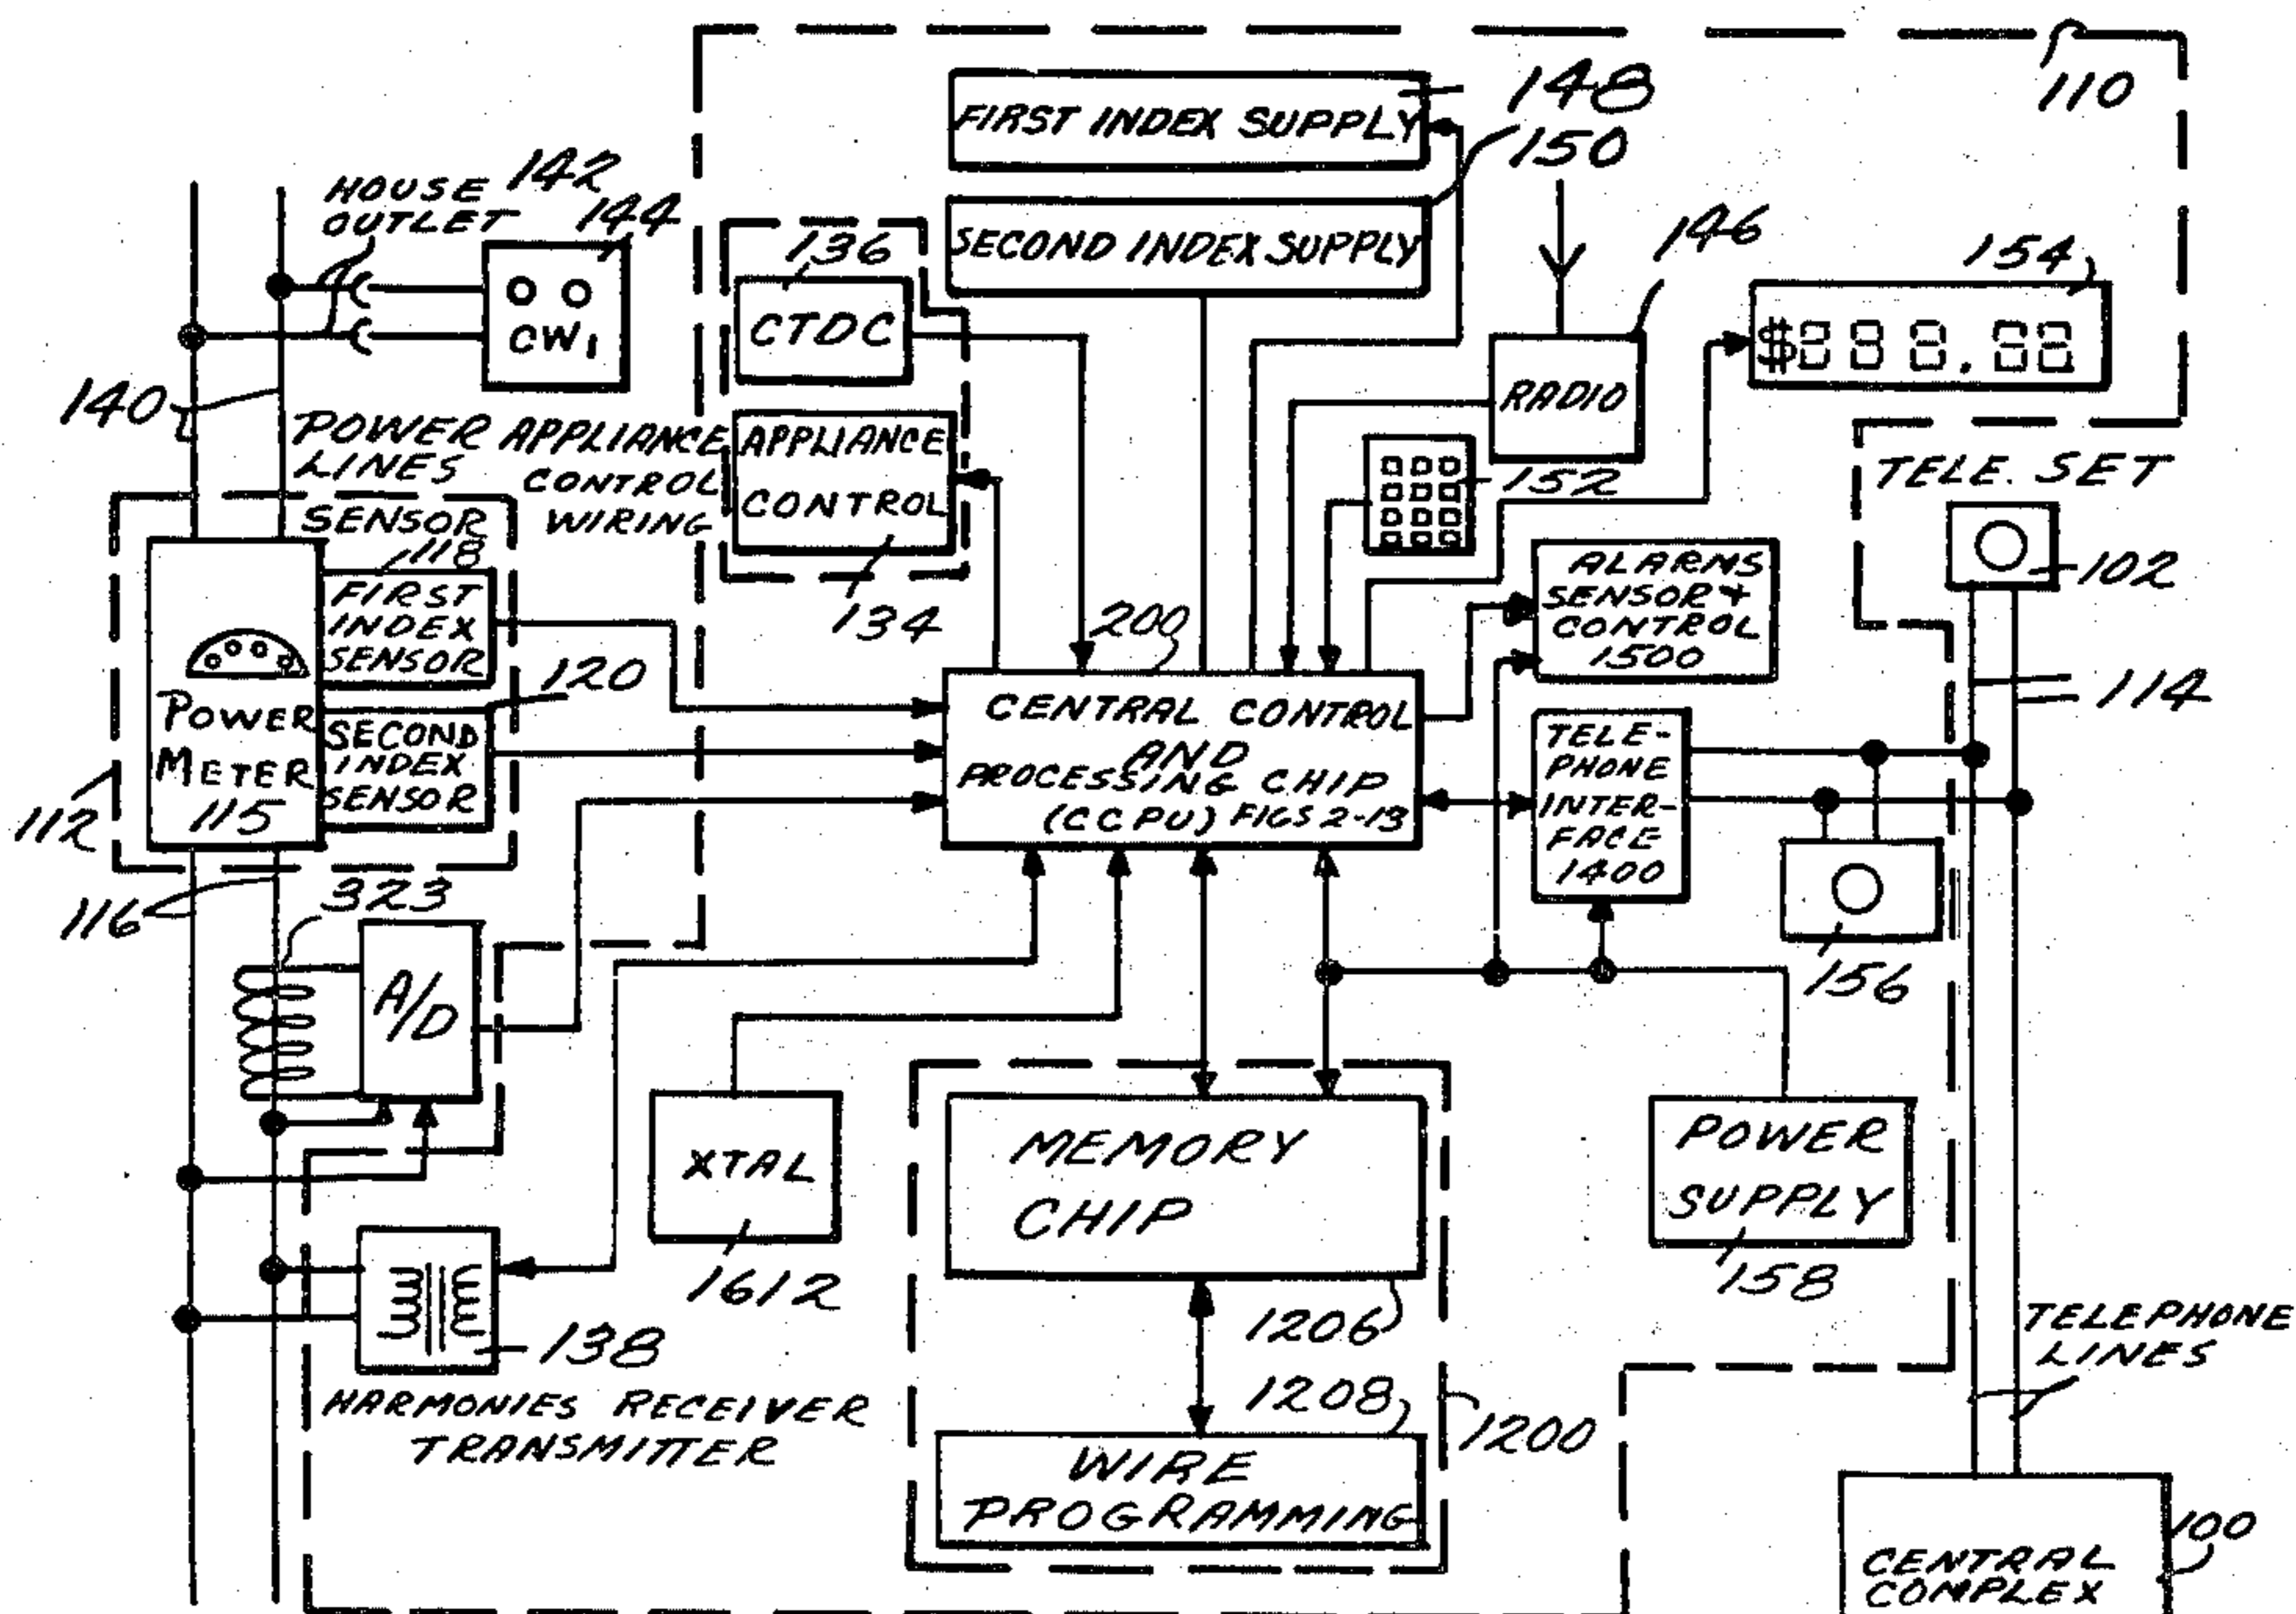 110
FIRST INDEX SUPPLY
148
150
SECOND INDEX SUPPLY
HOUSE 142
OUTLET
144
CW1
136
CTDC
146
RADIO
154
$888.88
140
POWER
LINES
APPLIANCE
CONTROL
WIRING
APPLIANCE
CONTROL
134
152
TELE. SET
102
114
SENSOR
118
FIRST
INDEX
SENSOR
120
SECOND
INDEX
SENSOR
POWER
METER
115
112
116
200
CENTRAL CONTROL
AND
PROCESSING CHIP
(CCPU) FIGS 2-13
ALARMS
SENSOR +
CONTROL
1500
TELE-
PHONE
INTER-
FACE
1400
156
323
A/D
XTAL
1612
MEMORY
CHIP
1206
1208
1200
WIRE
PROGRAMMING
POWER
SUPPLY
158
138
HARMONIES RECEIVER
TRANSMITTER
TELEPHONE
LINES
100
CENTRAL
COMPLEX